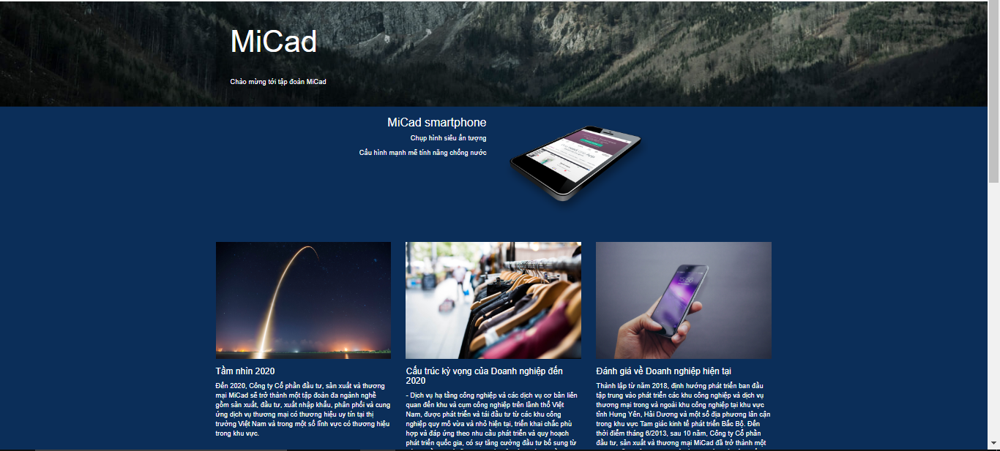 MiCad
Chào mừng tới tập đoàn MiCad
MiCad smartphone
Chụp hình siêu ấn tượng
Cấu hình mạnh mẽ tính năng chống nước
Tầm nhìn 2020
Đến 2020, Công ty Cổ phần đầu tư, sản xuất và thương
mại MiCad sẽ trở thành một tập đoàn đa ngành nghề
gồm sản xuất, đầu tư, xuất nhập khẩu, phân phối và cung
ứng dịch vụ thương mại có thương hiệu uy tín tại thị
trường Việt Nam và trong một số lĩnh vực có thương hiệu
trong khu vực.
Cấu trúc kỳ vọng của Doanh nghiệp đến
2020
- Dịch vụ hạ tầng công nghiệp và các dịch vụ cơ bản liên
quan đến khu và cụm công nghiệp trên lãnh thổ Việt
Nam, được phát triển và tái đầu tư từ các khu công
nghiệp quy mô vừa và nhỏ hiện tại, triển khai chắc phù
hợp và đáp ứng theo nhu cầu phát triển và quy hoạch
phát triển quốc gia, có sự tăng cường đầu tư bổ sung từ
Đánh giá về Doanh nghiệp hiện tại
Thành lập từ năm 2018, định hướng phát triển ban đầu
tập trung vào phát triển các khu công nghiệp và dịch vụ
thương mại trong và ngoài khu công nghiệp tại khu vực
tỉnh Hưng Yên, Hải Dương và một số địa phương lân cận
trong khu vực Tam giác kinh tế phát triển Bắc Bộ. Đến
thời điểm tháng 6/2013, sau 10 năm, Công ty Cổ phần
đầu tư, sản xuất và thương mại MiCad đã trở thành một